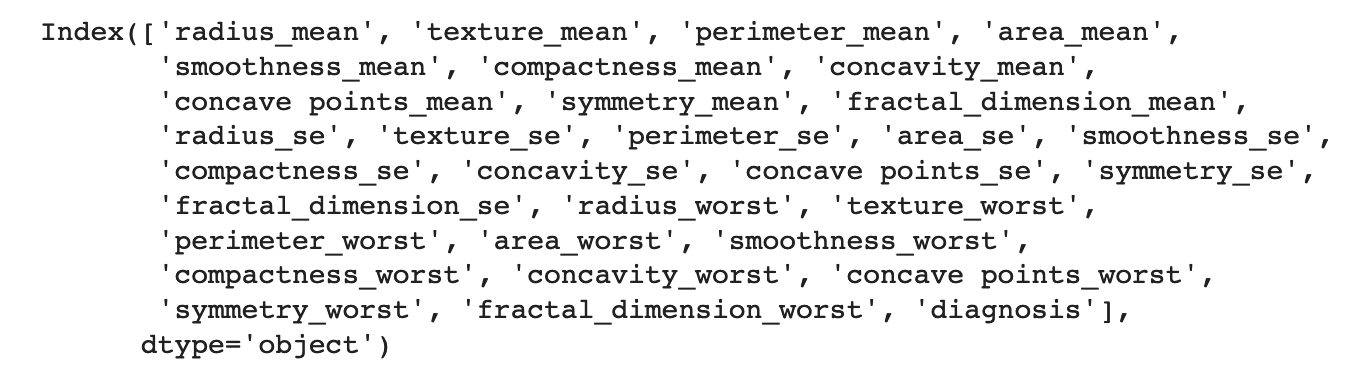 Index(['radius_mean', 'texture_mean', 'perimeter_mean', 'area_mean',
'smoothness_mean', 'compactness_mean', 'concavity_mean',
'concave points_mean', 'symmetry_mean', 'fractal_dimension_mean',
'radius_se', 'texture_se', 'perimeter_se', 'area_se', 'smoothness_se',
'compactness_se', 'concavity_se', 'concave points_se', 'symmetry_se',
'fractal_dimension_se', 'radius_worst', 'texture_worst',
'perimeter_worst', 'area_worst', 'smoothness_worst',
'compactness_worst', 'concavity_worst', 'concave points_worst',
'symmetry_worst', 'fractal_dimension_worst', 'diagnosis'],
dtype='object')